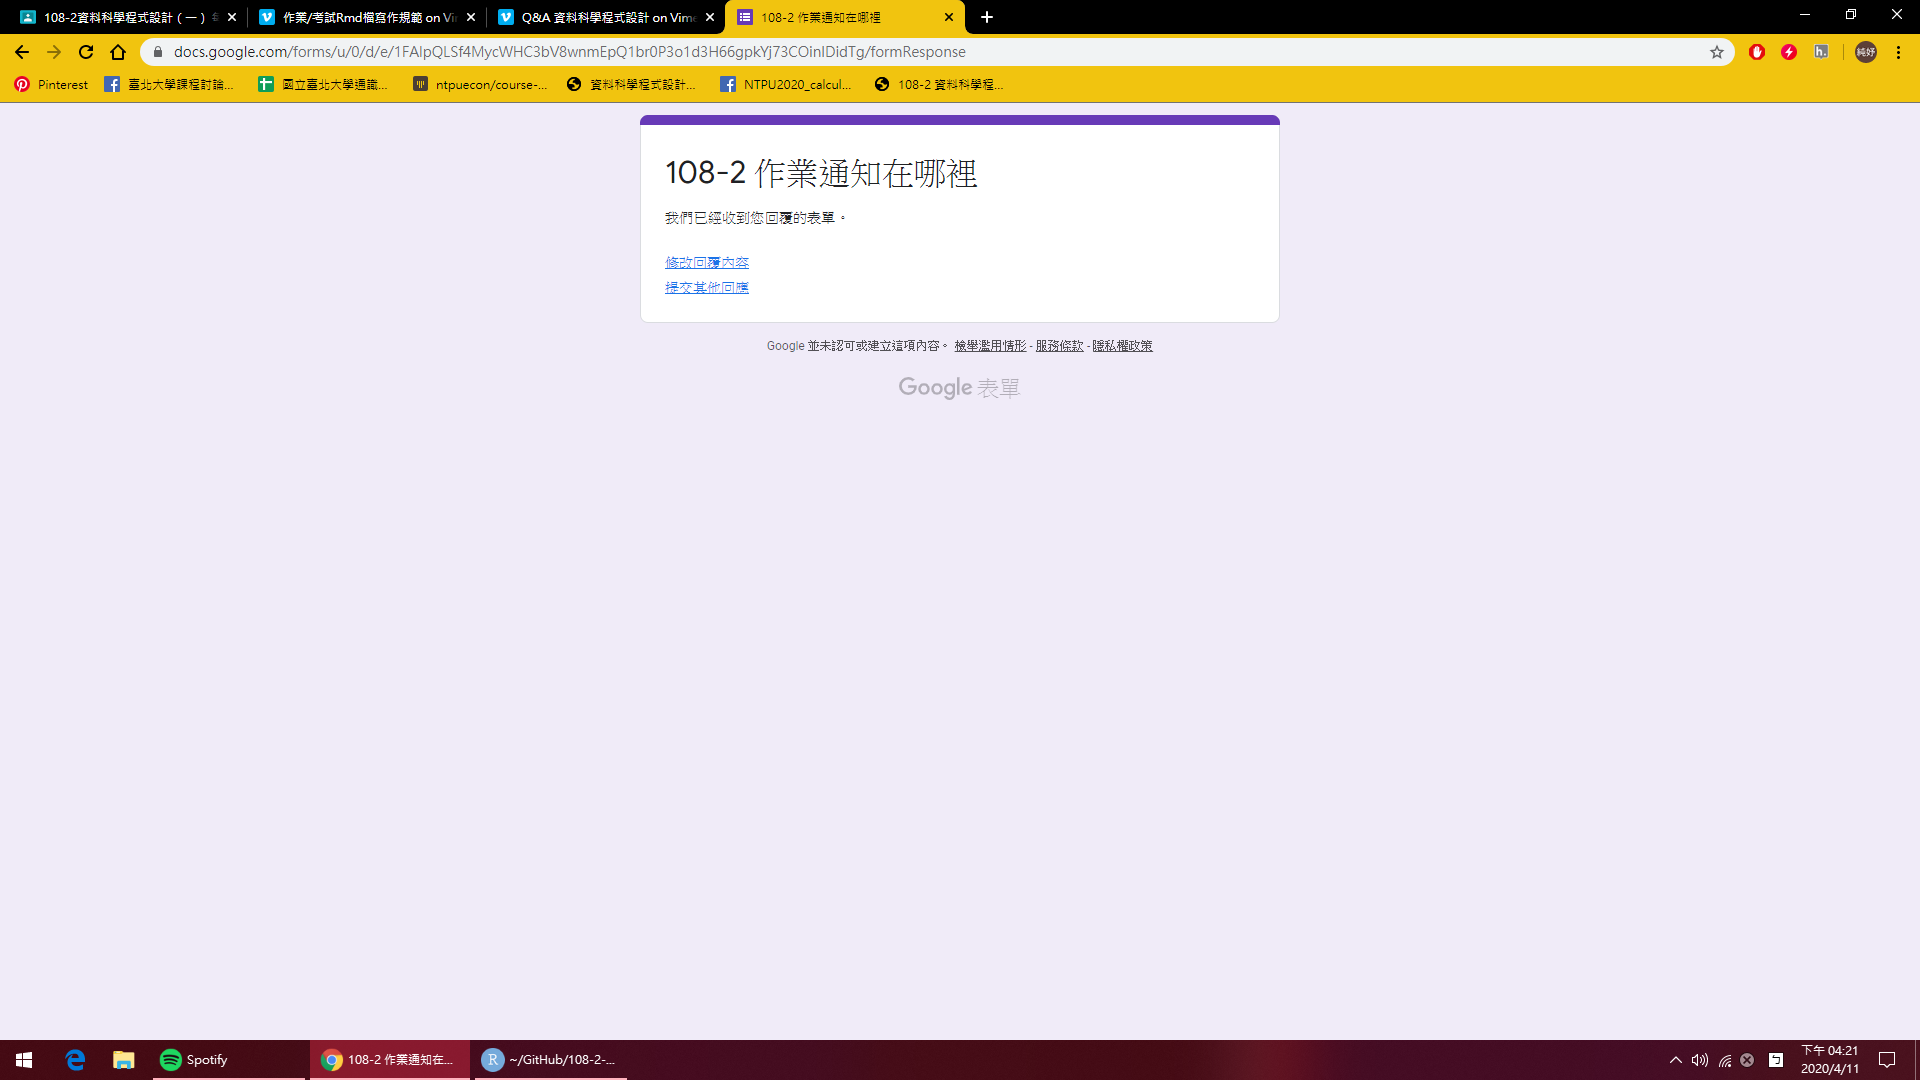 108-2資料科學程式設計（一）
作業/考試Rmd檔寫作規範 on Vi
Q&A 資料科學程式設計 on Vim
108-2 作業通知在哪裡
docs.google.com/forms/u/0/d/e/1FAIpQLSf4MycWHC3bV8wnmEpQ1br0P3o1d3H66gpkYj73COinIDidTg/formResponse
純妤
Pinterest
臺北大學課程討論...
國立臺北大學通識...
ntpuecon/course-...
資料科學程式設計...
NTPU2020_calcul...
108-2 資料科學程...
108-2 作業通知在哪裡
我們已經收到您回覆的表單。
修改回覆內容
提交其他回應
Google 並未認可或建立這項內容。 檢舉濫用情形 - 服務條款 - 隱私權政策
Google 表單
Spotify
108-2 作業通知在...
~/GitHub/108-2-...
下午 04:21
2020/4/11